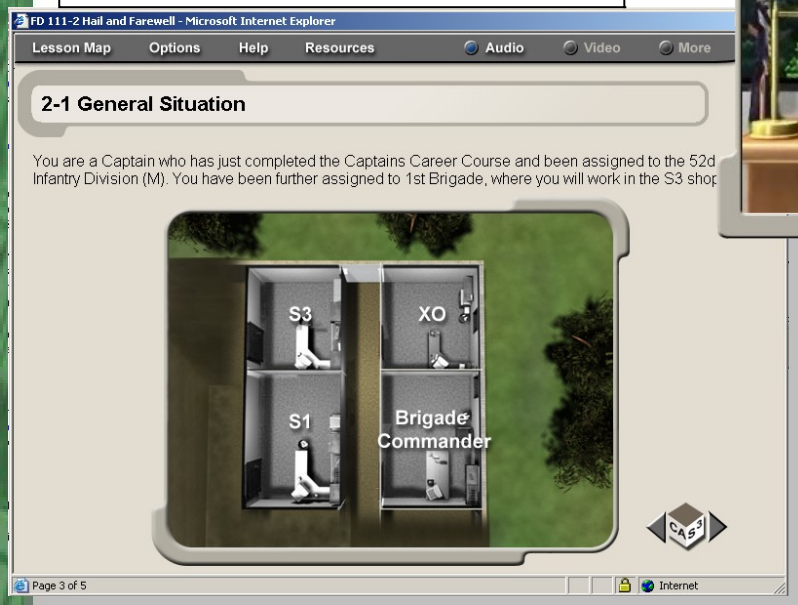 FD 111-2 Hail and Farewell - Microsoft Internet Explorer
Lesson Map Options Help Resources Audio Video More
2-1 General Situation
You are a Captain who has just completed the Captains Career Course and been assigned to the 52d
Infantry Division (M). You have been further assigned to 1st Brigade, where you will work in the S3 shop
S3 XO
S1 Brigade
Commander
CAS3
Page 3 of 5 Internet